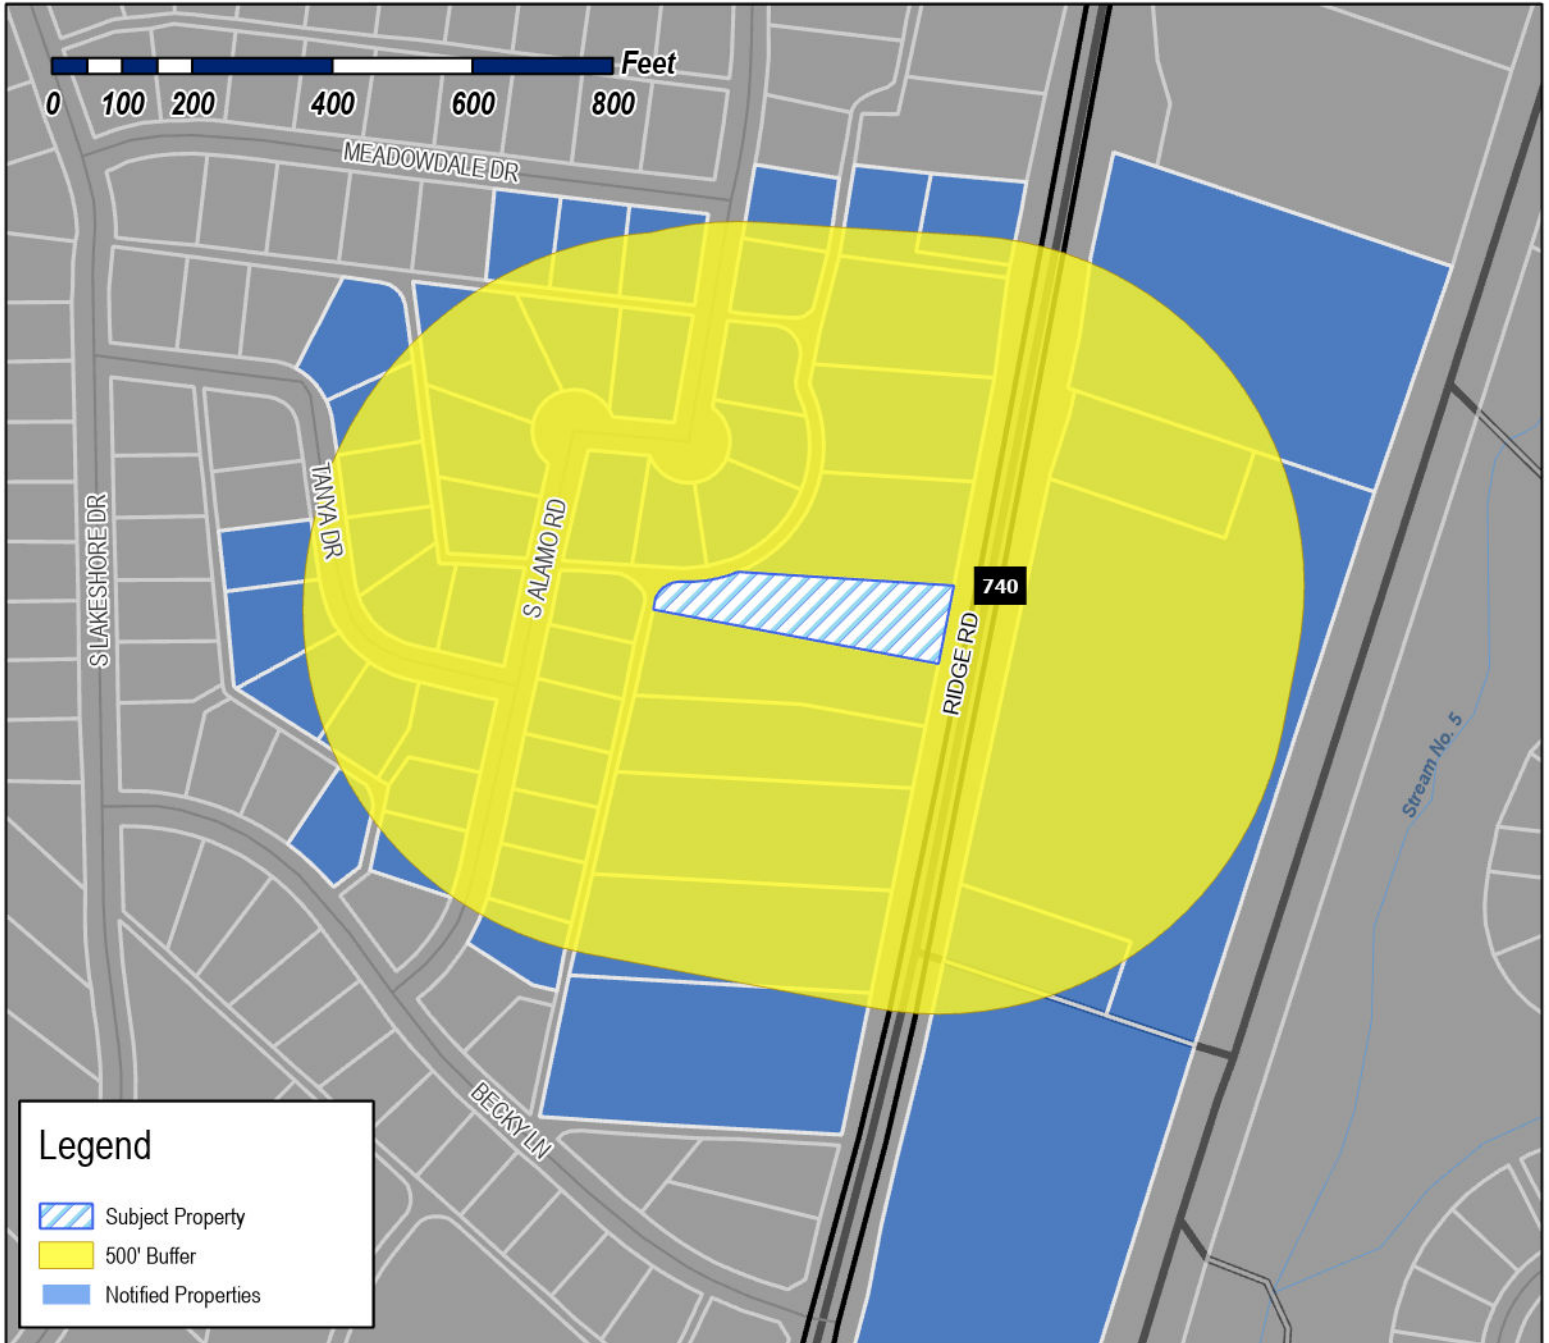 Feet
0 100 200 400 600 800
MEADOWDALE DR
TANYA DR
S LAKESHORE DR
S ALAMO RD
740
RIDGE RD
Stream No. 5
BECKY LN
Legend
Subject Property
500' Buffer
Notified Properties